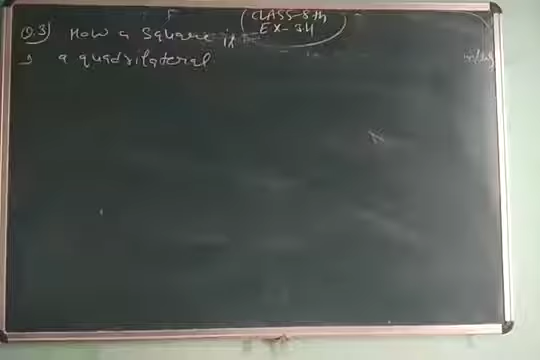 CLASS-8th
EX-3.4
Q.3) How a square is
a quadrilateral